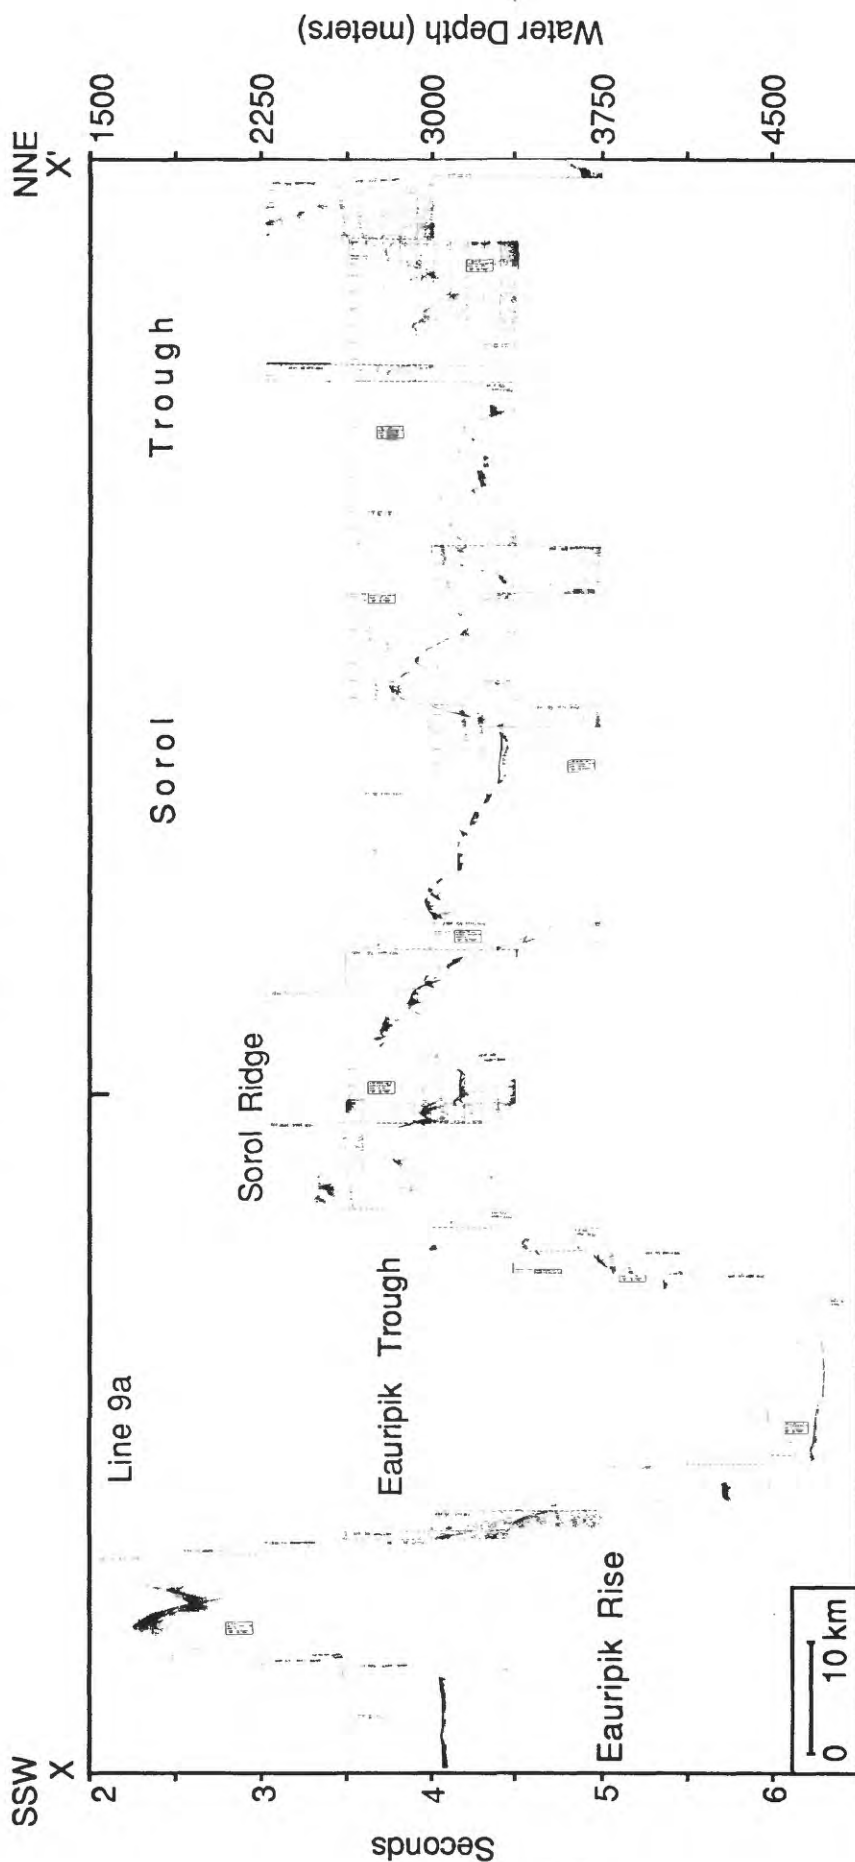 SSW
X
NNE
X'
Line 9a
Sorol
Trough
Sorol Ridge
Eauripik Trough
Eauripik Rise
Seconds
2
3
4
5
6
Water Depth (meters)
1500
2250
3000
3750
4500
0 10 km